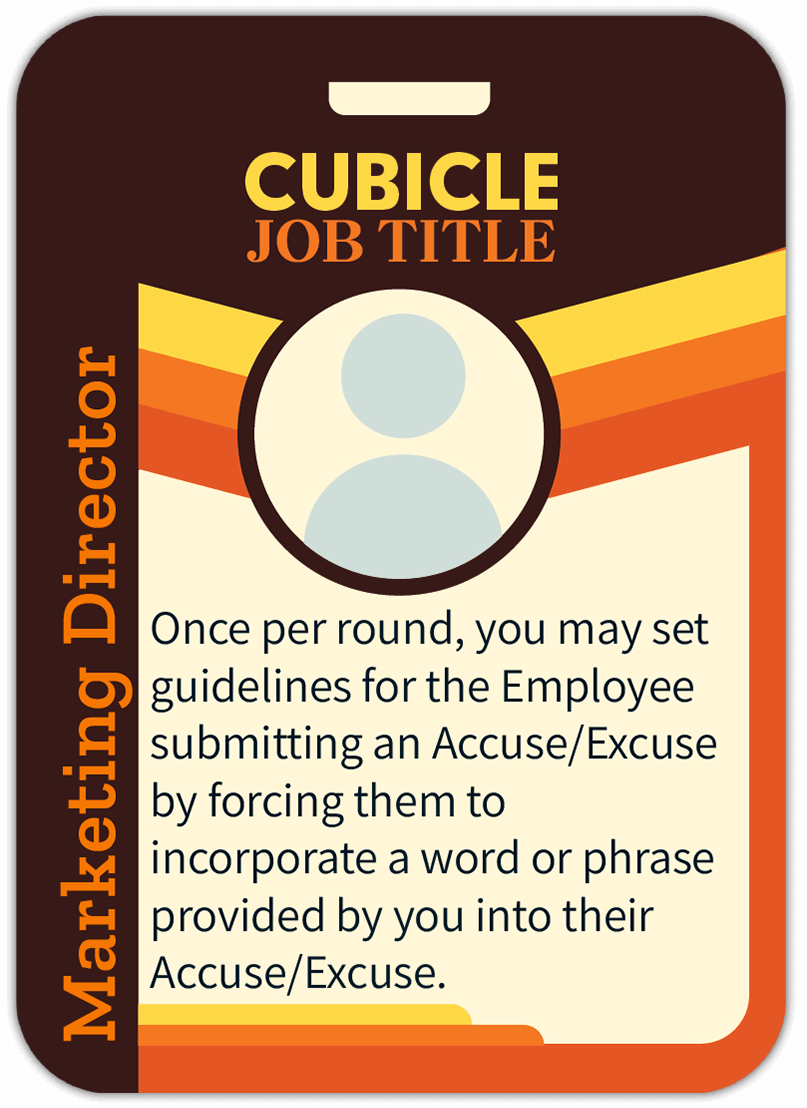 CUBICLE
JOB TITLE
Marketing Director
Once per round, you may set
guidelines for the Employee
submitting an Accuse/Excuse
by forcing them to
incorporate a word or phrase
provided by you into their
Accuse/Excuse.